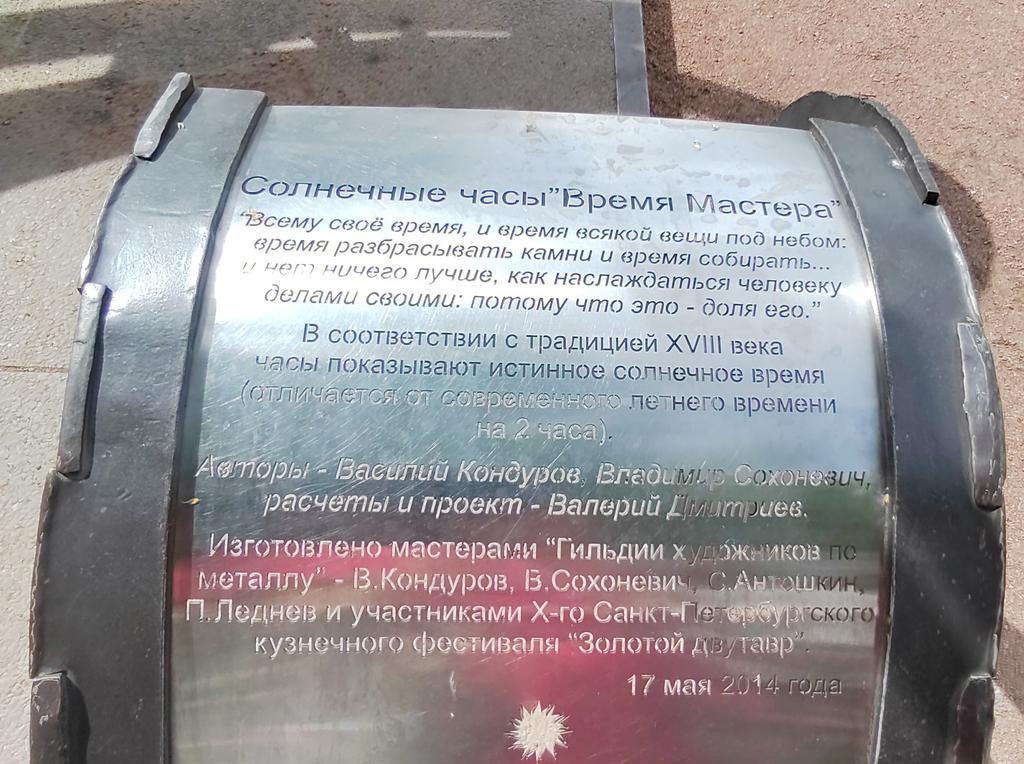 Солнечные часы"Время Мастера"
"Всему своё время, и время всякой вещи под небом:
время разбрасывать камни и время собирать...
и нет ничего лучше, как наслаждаться человеку
делами своими: потому что это - доля его."
В соответствии с традицией XVIII века
часы показывают истинное солнечное время
(отличается от современного летнего времени
на 2 часа).
Авторы - Василий Кондуров, Владимир Сохоневич,
расчеты и проект - Валерий Дмитриев.
Изготовлено мастерами "Гильдии художников по
металлу" - В.Кондуров, В.Сохоневич, С.Антошкин,
П.Леднев и участниками X-го Санкт-Петербургского
кузнечного фестиваля "Золотой двутавр".
17 мая 2014 года